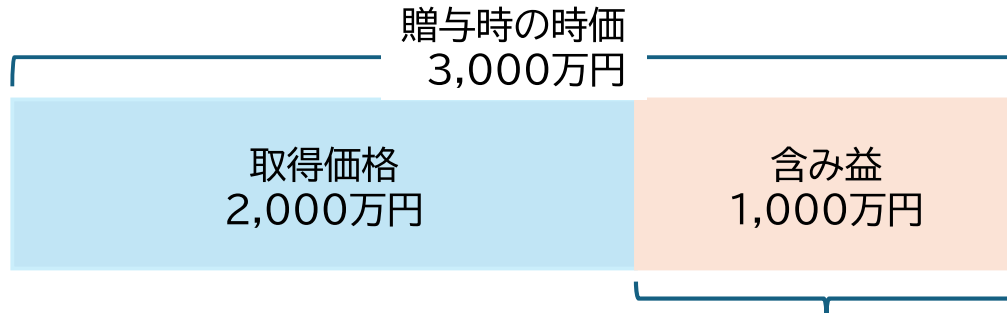 贈与時の時価
3,000万円
取得価格
2,000万円
含み益
1,000万円